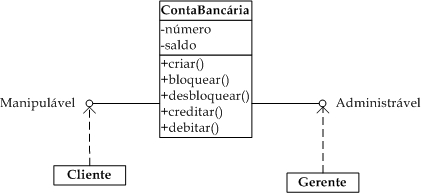 ContaBancária
-número
-saldo
+criar()
+bloquear()
+desbloquear()
+creditar()
+debitar()
Manipulável
Administrável
Cliente
Gerente